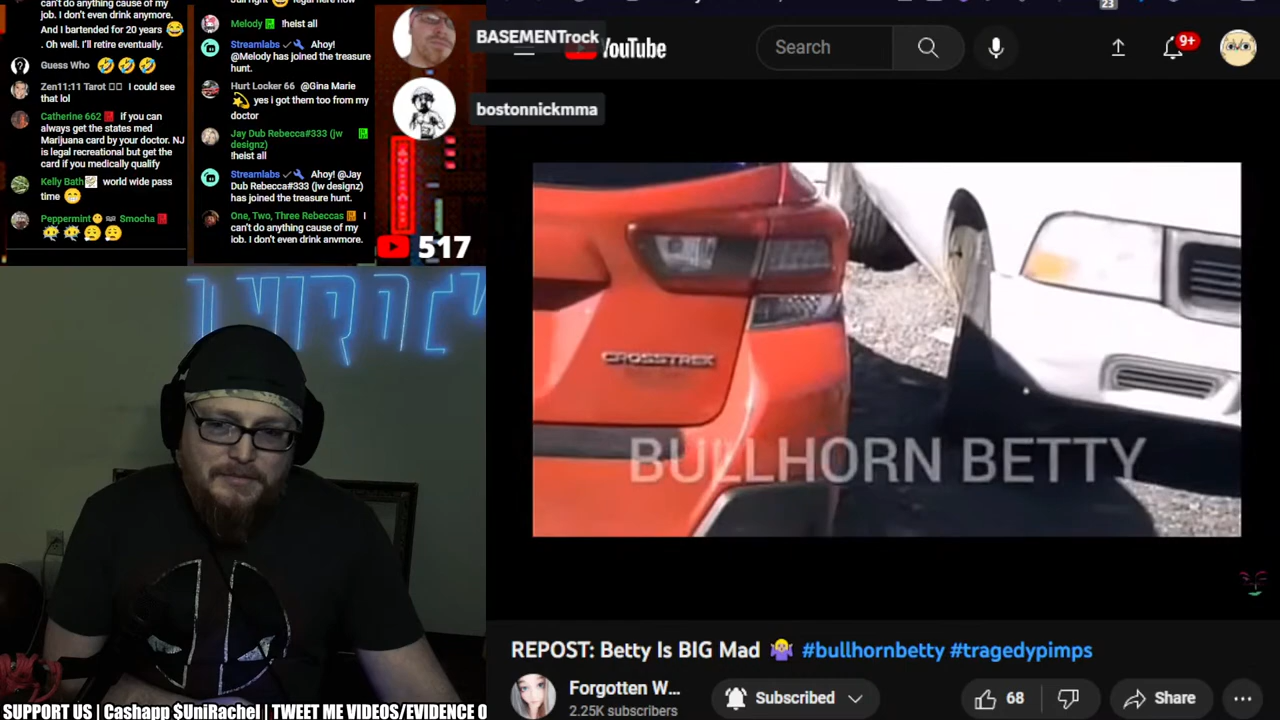 can't do anything cause of my
job. I don't even drink anymore.
And I bartended for 20 years 😂
. Oh well. I'll retire eventually.
Guess Who 🤣🤣🤣
Zen11:11 Tarot I could see
that lol
Catherine 662 if you can
always get the states med
Marijuana card by your doctor. NJ
is legal recreational but get the
card if you medically qualify
Kelly Bath world wide pass
time 😁
Peppermint Smocha
Melody !heist all
Streamlabs Ahoy!
@Melody has joined the treasure
hunt.
Hurt Locker 66 @Gina Marie
yes i got them too from my
doctor
Jay Dub Rebecca#333 (jw
designz)
!heist all
Streamlabs Ahoy! @Jay
Dub Rebecca#333 (jw designz)
has joined the treasure hunt.
One, Two, Three Rebeccas I
can't do anything cause of my
job. I don't even drink anymore.
BASEMENTrock
bostonnickmma
517
23
YouTube
Search
9+
CROSSTREK
BULLHORN BETTY
REPOST: Betty Is BIG Mad 🤷‍♀️ #bullhornbetty #tragedypimps
Forgotten W...
2.25K subscribers
Subscribed
68
Share
SUPPORT US | Cashapp $UniRachel | TWEET ME VIDEOS/EVIDENCE O